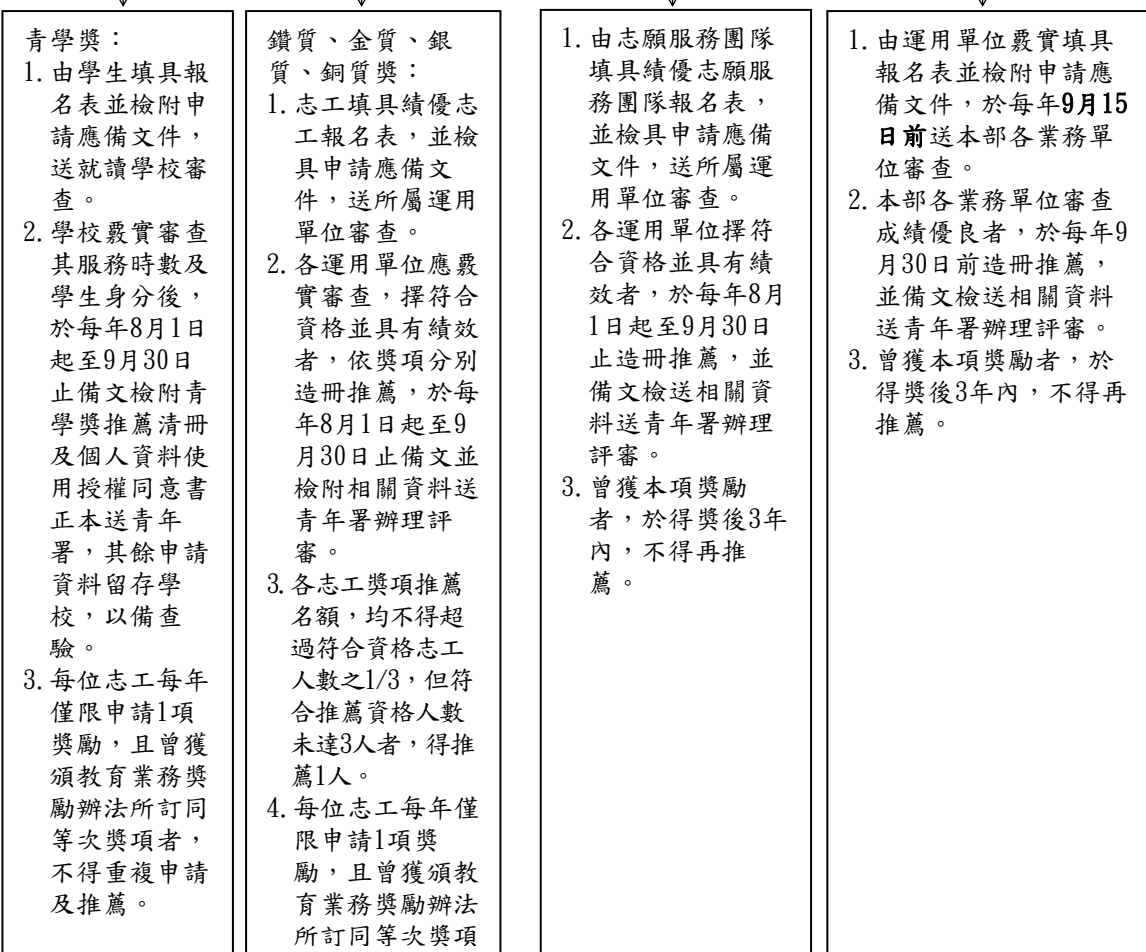 青學獎：
1.由學生填具報
名表並檢附申
請應備文件，
送就讀學校審
查。
2.學校覈實審查
其服務時數及
學生身分後，
於每年8月1日
起至9月30日
止備文檢附青
學獎推薦清冊
及個人資料使
用授權同意書
正本送青年
署，其餘申請
資料留存學
校，以備查
驗。
3.每位志工每年
僅限申請1項
獎勵，且曾獲
頒教育業務獎
勵辦法所訂同
等次獎項者，
不得重複申請
及推薦。
鑽質、金質、銀
質、銅質獎：
1.志工填具績優志
工報名表，並檢
具申請應備文
件，送所屬運用
單位審查。
2.各運用單位應覈
實審查，擇符合
資格並具有績效
者，依獎項分別
造冊推薦，於每
年8月1日起至9
月30日止備文並
檢附相關資料送
青年署辦理評
審。
3.各志工獎項推薦
名額，均不得超
過符合資格志工
人數之1/3，但符
合推薦資格人數
未達3人者，得推
薦1人。
4.每位志工每年僅
限申請1項獎
勵，且曾獲頒教
育業務獎勵辦法
所訂同等次獎項
1.由志願服務團隊
填具績優志願服
務團隊報名表，
並檢具申請應備
文件，送所屬運
用單位審查。
2.各運用單位擇符
合資格並具有績
效者，於每年8月
1日起至9月30日
止造冊推薦，並
備文檢送相關資
料送青年署辦理
評審。
3.曾獲本項獎勵
者，於得獎後3年
內，不得再推
薦。
1.由運用單位覈實填具
報名表並檢附申請應
備文件，於每年9月15
日前送本部各業務單
位審查。
2.本部各業務單位審查
成績優良者，於每年9
月30日前造冊推薦，
並備文檢送相關資料
送青年署辦理評審。
3.曾獲本項獎勵者，於
得獎後3年內，不得再
推薦。